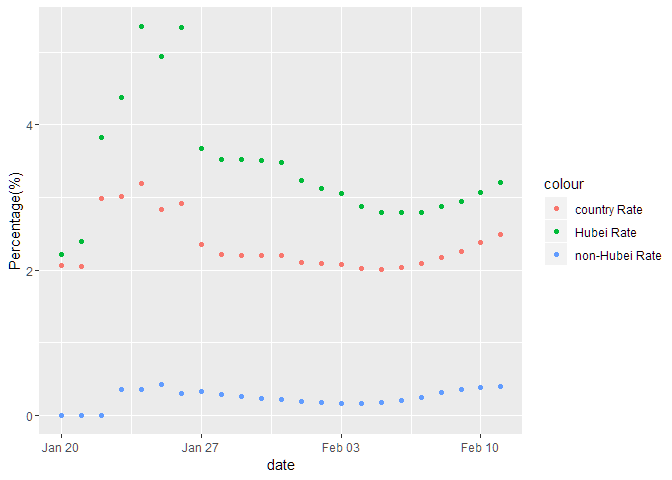 Percentage(%)
4
2
0
Jan 20
Jan 27
Feb 03
Feb 10
date
colour
country Rate
Hubei Rate
non-Hubei Rate